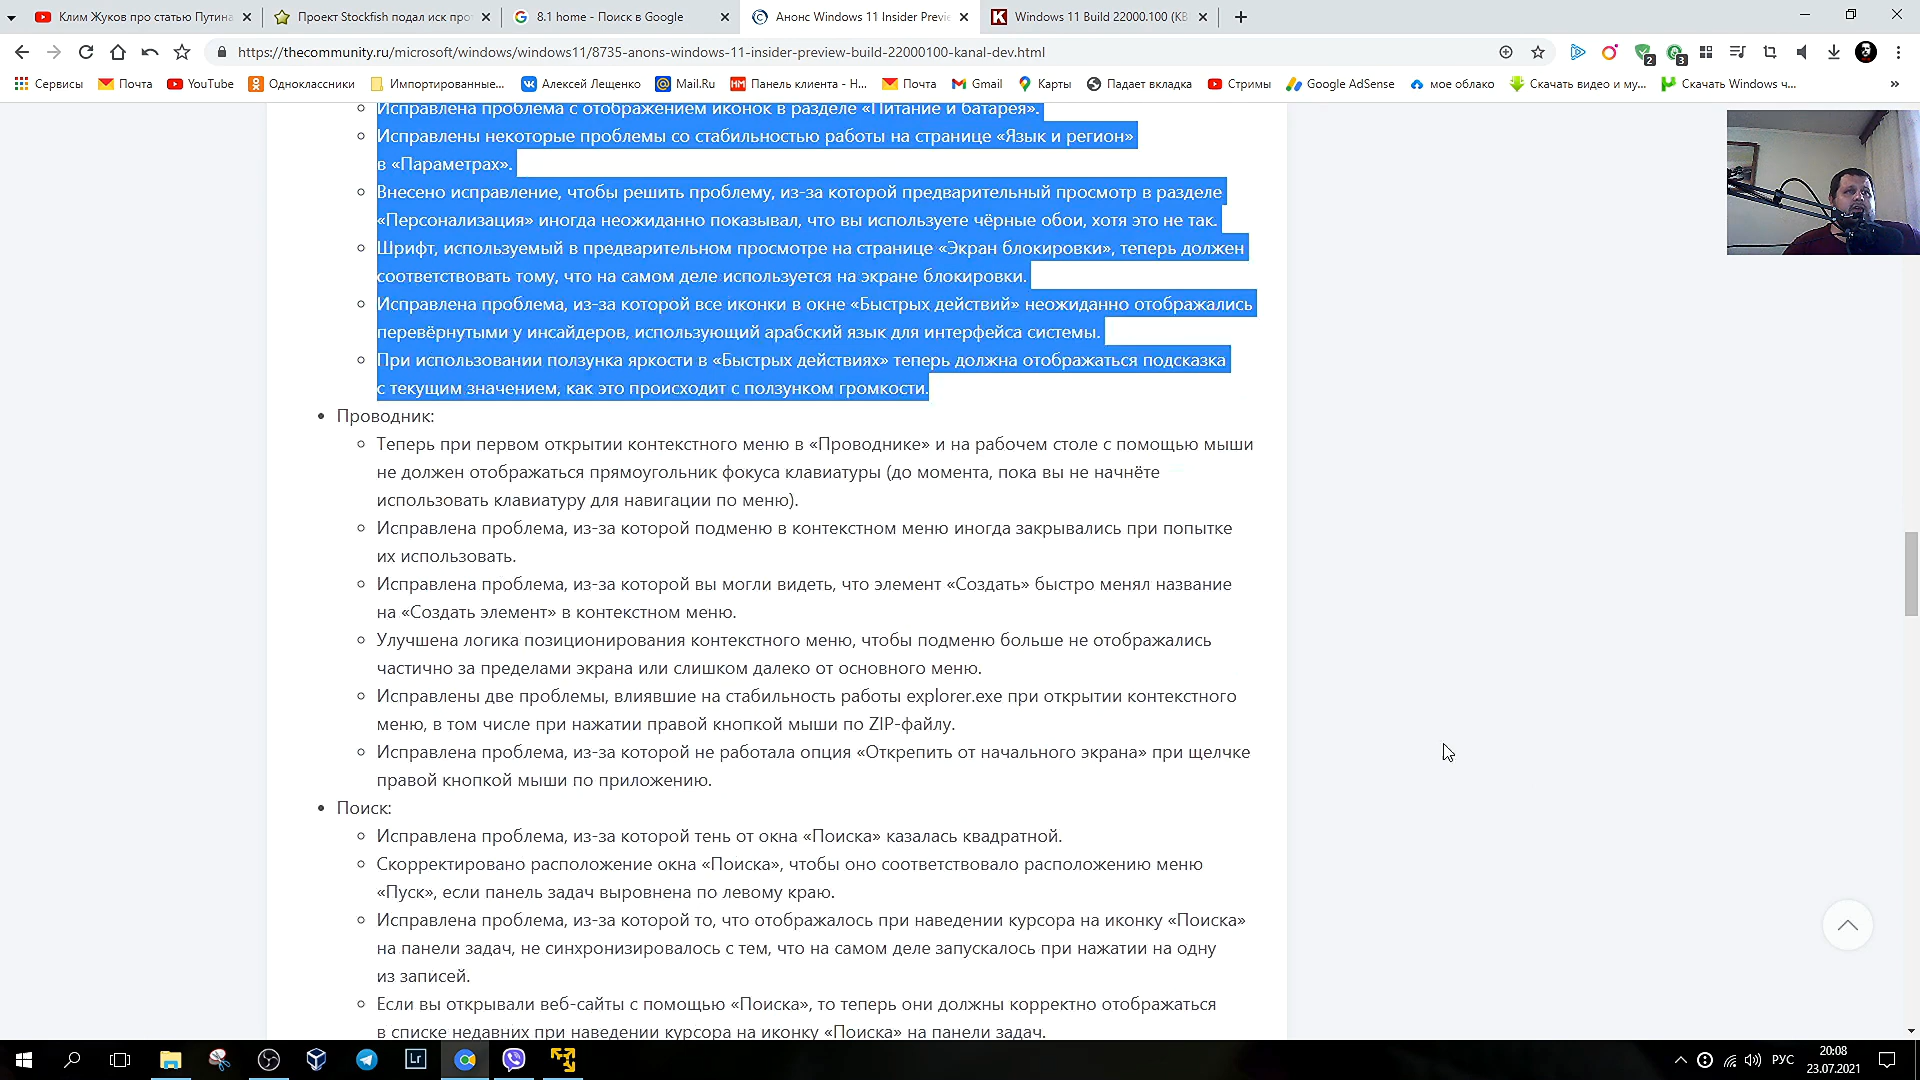 Клим Жуков про статью Путина
Проект Stockfish подал иск про
8.1 home - Поиск в Google
Анонс Windows 11 Insider Previe
Windows 11 Build 22000.100 (KB
https://thecommunity.ru/microsoft/windows/windows11/8735-anons-windows-11-insider-preview-build-22000100-kanal-dev.html
2
3
Сервисы
Почта
YouTube
Одноклассники
Импортированные...
Алексей Лещенко
Mail.Ru
Панель клиента - H...
Почта
Gmail
Карты
Падает вкладка
Стримы
Google AdSense
мое облако
Скачать видео и му...
Скачать Windows ч...
»
Исправлена проблема с отображением иконок в разделе «Питание и батарея».
Исправлены некоторые проблемы со стабильностью работы на странице «Язык и регион»
в «Параметрах».
Внесено исправление, чтобы решить проблему, из-за которой предварительный просмотр в разделе
«Персонализация» иногда неожиданно показывал, что вы используете чёрные обои, хотя это не так.
Шрифт, используемый в предварительном просмотре на странице «Экран блокировки», теперь должен
соответствовать тому, что на самом деле используется на экране блокировки.
Исправлена проблема, из-за которой все иконки в окне «Быстрых действий» неожиданно отображались
перевёрнутыми у инсайдеров, использующий арабский язык для интерфейса системы.
При использовании ползунка яркости в «Быстрых действиях» теперь должна отображаться подсказка
с текущим значением, как это происходит с ползунком громкости.
Проводник:
Теперь при первом открытии контекстного меню в «Проводнике» и на рабочем столе с помощью мыши
не должен отображаться прямоугольник фокуса клавиатуры (до момента, пока вы не начнёте
использовать клавиатуру для навигации по меню).
Исправлена проблема, из-за которой подменю в контекстном меню иногда закрывались при попытке
их использовать.
Исправлена проблема, из-за которой вы могли видеть, что элемент «Создать» быстро менял название
на «Создать элемент» в контекстном меню.
Улучшена логика позиционирования контекстного меню, чтобы подменю больше не отображались
частично за пределами экрана или слишком далеко от основного меню.
Исправлены две проблемы, влиявшие на стабильность работы explorer.exe при открытии контекстного
меню, в том числе при нажатии правой кнопкой мыши по ZIP-файлу.
Исправлена проблема, из-за которой не работала опция «Открепить от начального экрана» при щелчке
правой кнопкой мыши по приложению.
Поиск:
Исправлена проблема, из-за которой тень от окна «Поиска» казалась квадратной.
Скорректировано расположение окна «Поиска», чтобы оно соответствовало расположению меню
«Пуск», если панель задач выровнена по левому краю.
Исправлена проблема, из-за которой то, что отображалось при наведении курсора на иконку «Поиска»
на панели задач, не синхронизировалось с тем, что на самом деле запускалось при нажатии на одну
из записей.
Если вы открывали веб-сайты с помощью «Поиска», то теперь они должны корректно отображаться
в списке недавних при наведении курсора на иконку «Поиска» на панели задач.
Lr
РУС
20:08
23.07.2021